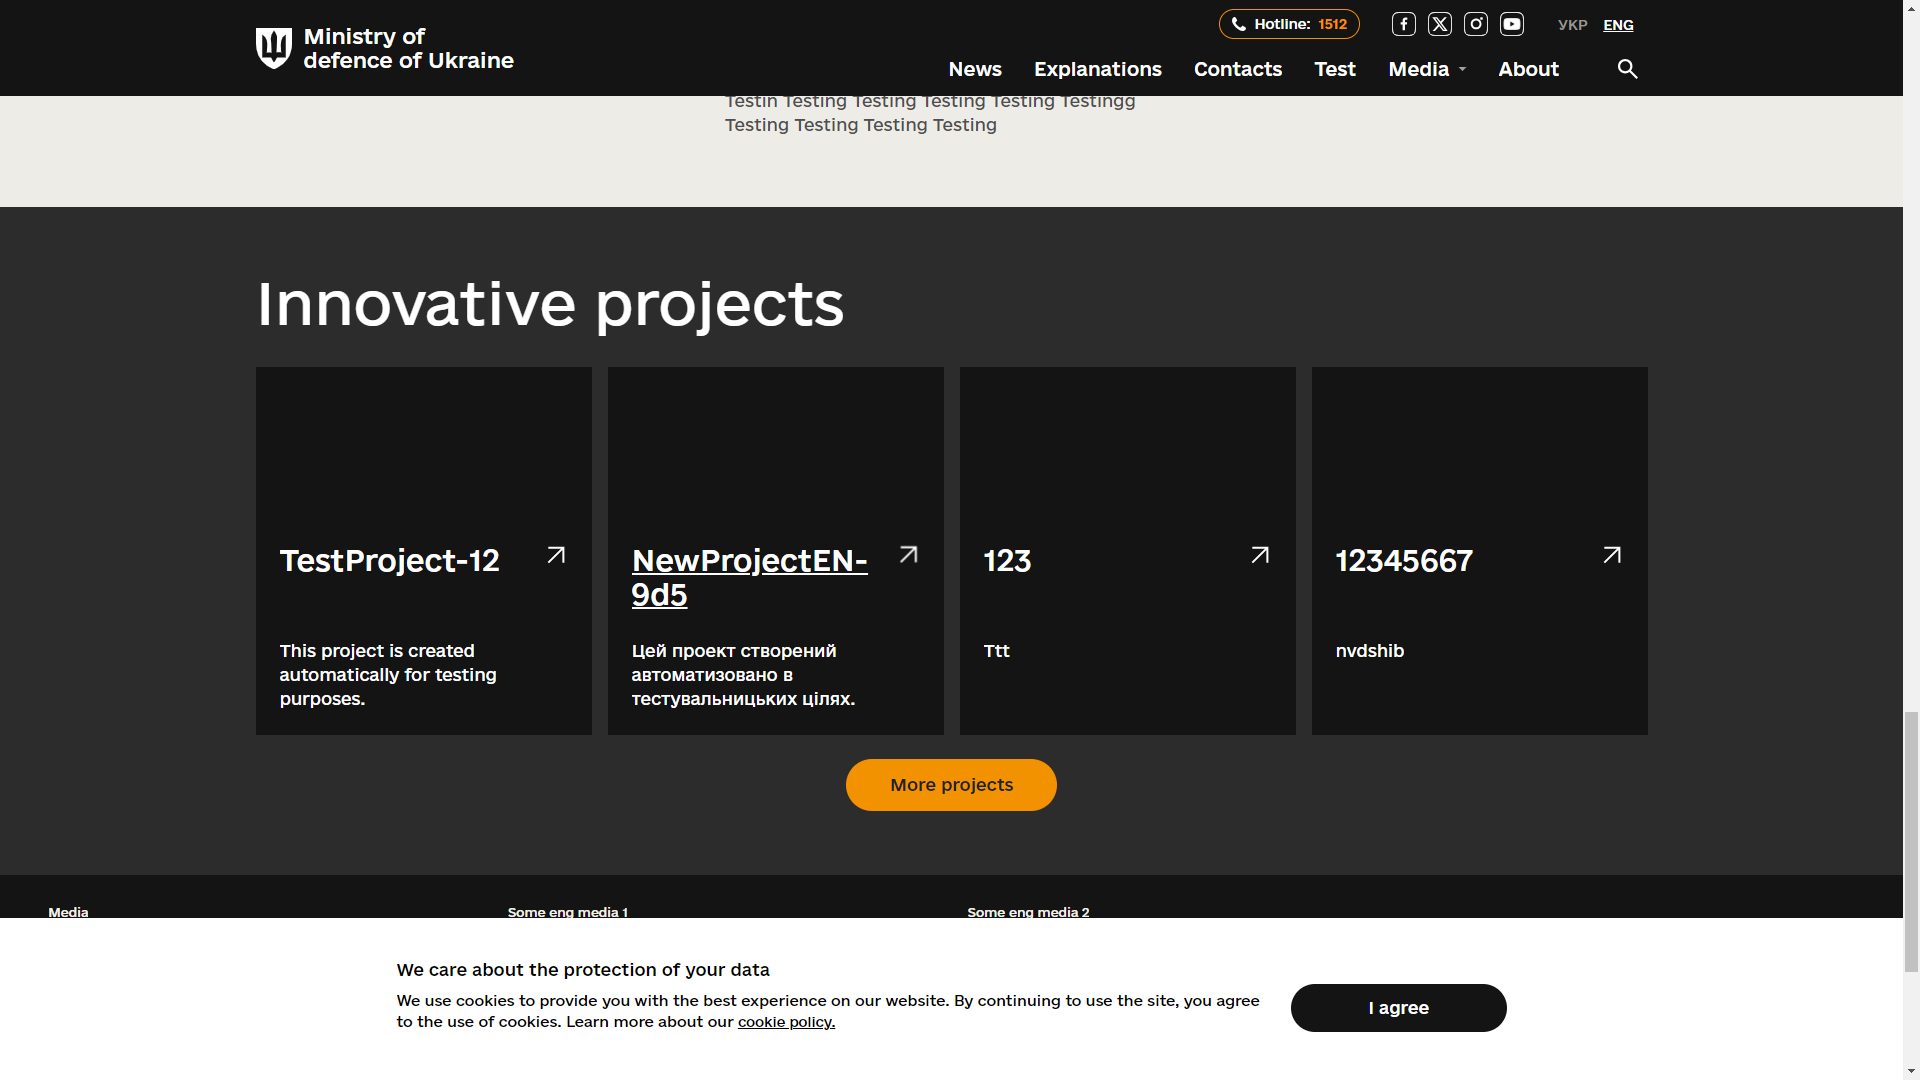 Ministry of
defence of Ukraine
Hotline: 1512
УКР ENG
News Explanations Contacts Test Media About
Testin Testing Testing Testing Testing Testingg
Testing Testing Testing Testing
Innovative projects
TestProject-12
This project is created
automatically for testing
purposes.
NewProjectEN-
9d5
Цей проект створений
автоматизовано в
тестувальницьких цілях.
123
Ttt
12345667
nvdshib
More projects
Media
Some eng media 1
Some eng media 2
We care about the protection of your data
We use cookies to provide you with the best experience on our website. By continuing to use the site, you agree
to the use of cookies. Learn more about our cookie policy.
I agree